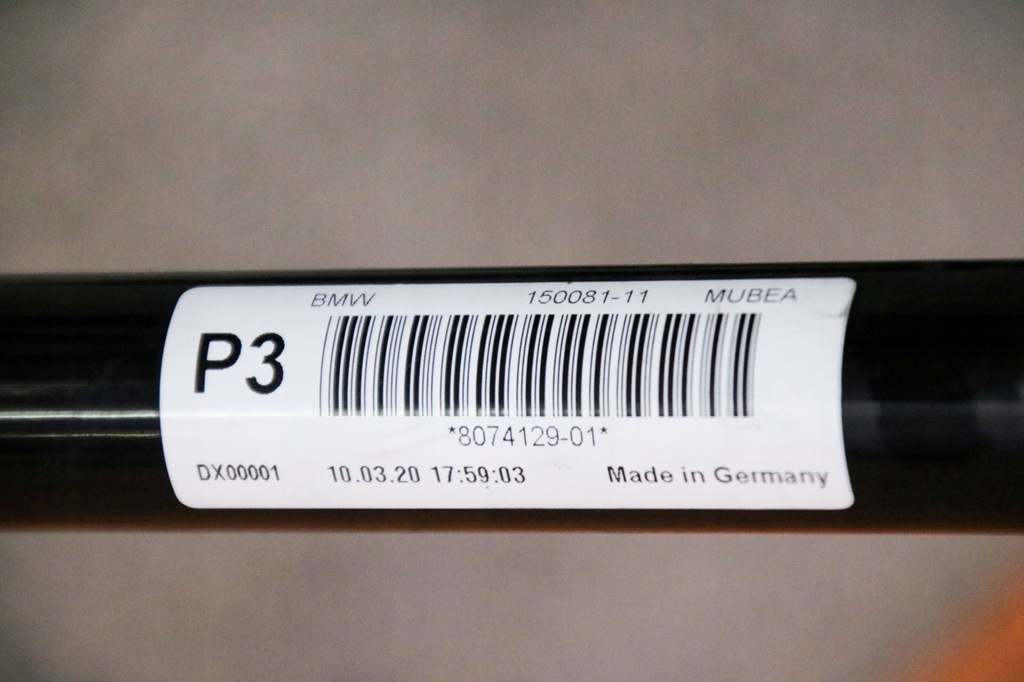 BMW 150081-11 MUBEA
P3
*8074129-01*
DX00001 10.03.20 17:59:03 Made in Germany